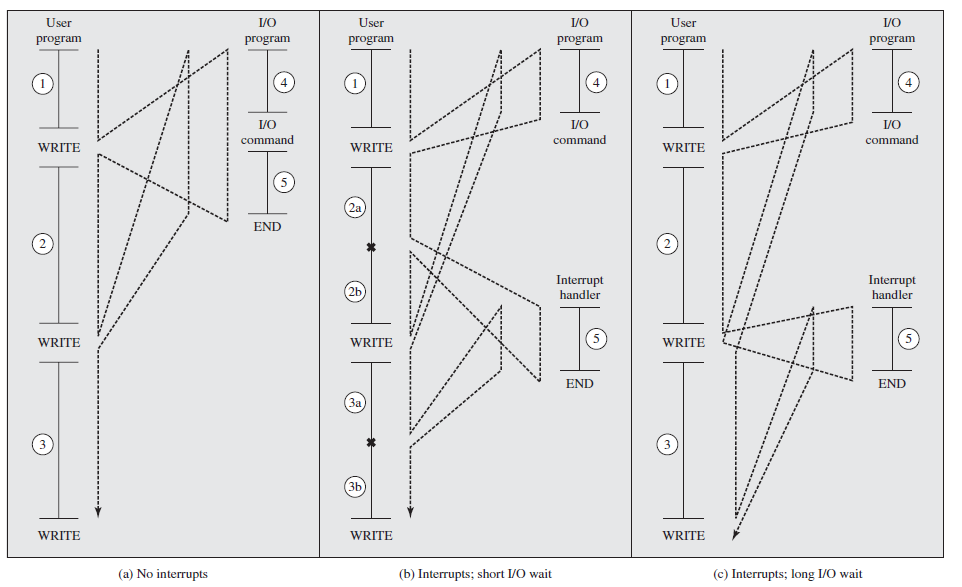 User
program
I/O
program
1
4
WRITE
I/O
command
5
END
2
WRITE
3
WRITE
(a) No interrupts
User
program
I/O
program
1
4
WRITE
I/O
command
2a
2b
Interrupt
handler
5
WRITE
END
3a
3b
WRITE
(b) Interrupts; short I/O wait
User
program
I/O
program
1
4
WRITE
I/O
command
2
Interrupt
handler
5
WRITE
END
3
WRITE
(c) Interrupts; long I/O wait